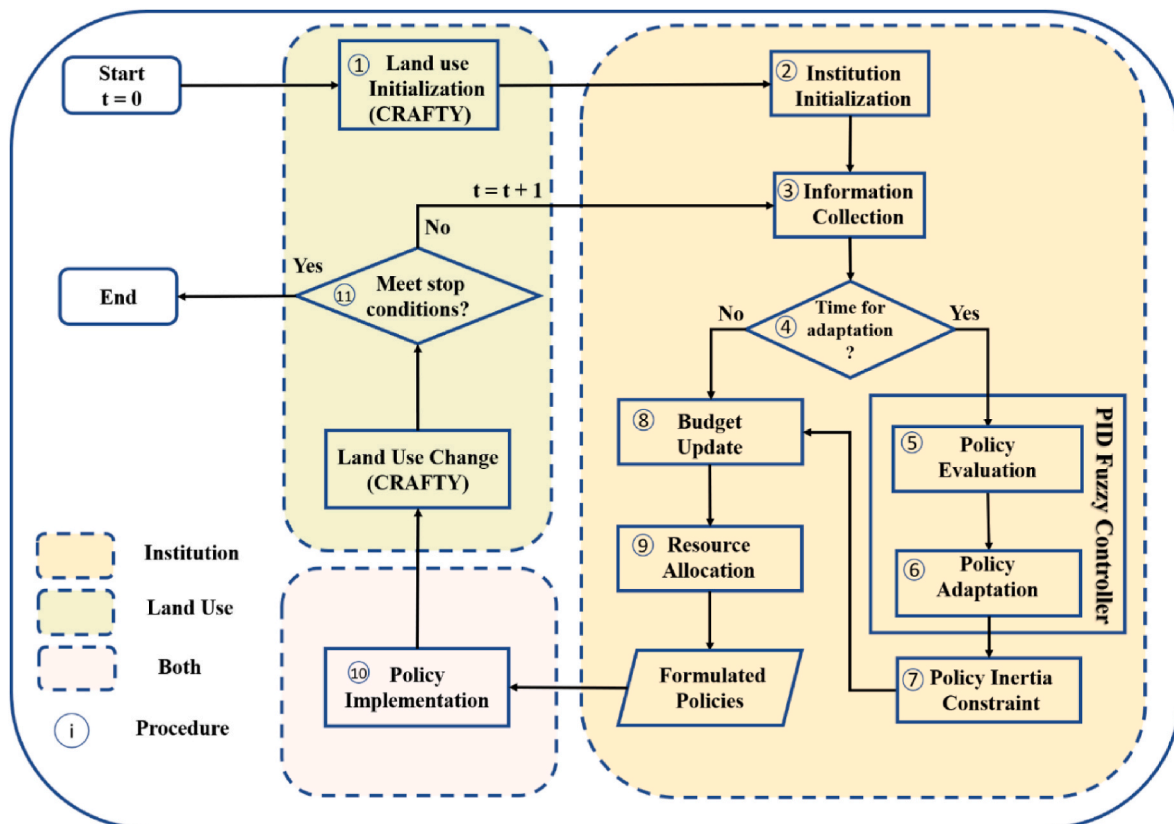 Start
t = 0
① Land use
Initialization
(CRAFTY)
② Institution
Initialization
t = t + 1
③ Information
Collection
No
Yes
⑪ Meet stop
conditions?
End
④ Time for
adaptation
?
No
Yes
⑧ Budget
Update
PID Fuzzy Controller
⑤ Policy
Evaluation
Land Use Change
(CRAFTY)
⑨ Resource
Allocation
⑥ Policy
Adaptation
Institution
Land Use
Both
ⓘ Procedure
⑩ Policy
Implementation
Formulated
Policies
⑦ Policy Inertia
Constraint